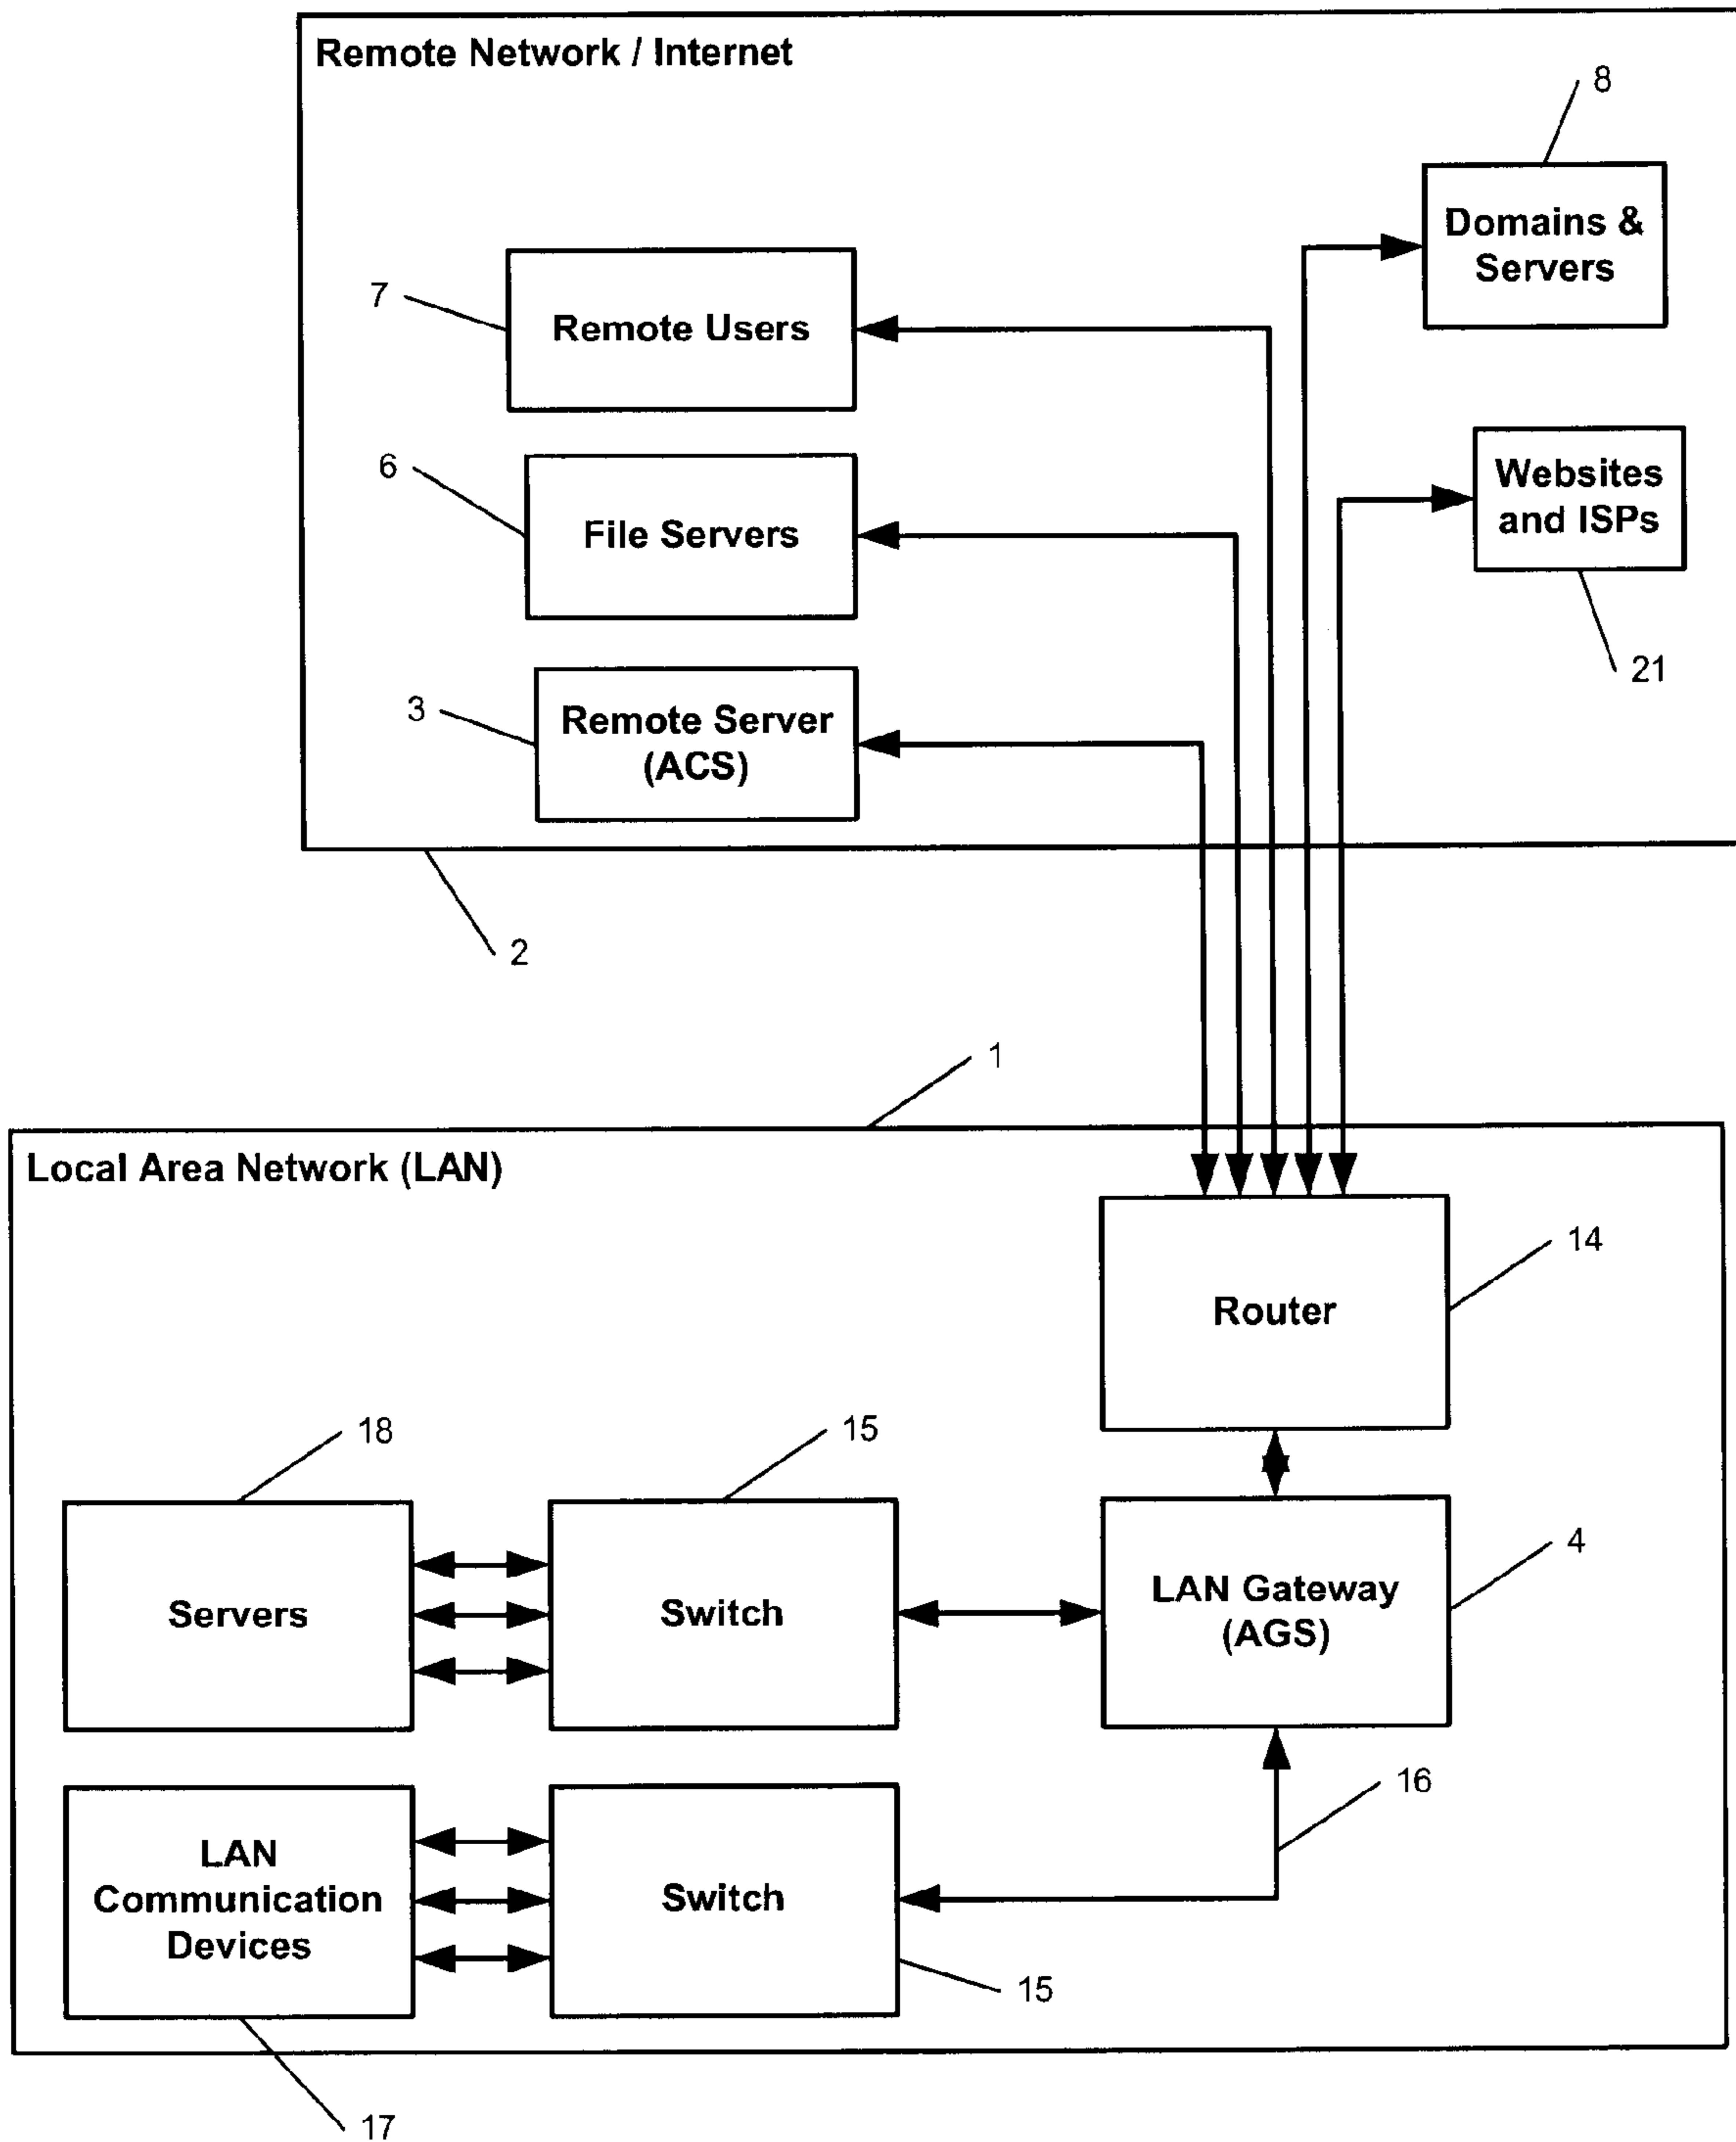 Remote Network / Internet
8
Domains &
Servers
7
Remote Users
6
File Servers
Websites
and ISPs
21
3
Remote Server
(ACS)
2
1
Local Area Network (LAN)
14
Router
18
15
4
Servers
Switch
LAN Gateway
(AGS)
16
LAN
Communication
Devices
Switch
15
17